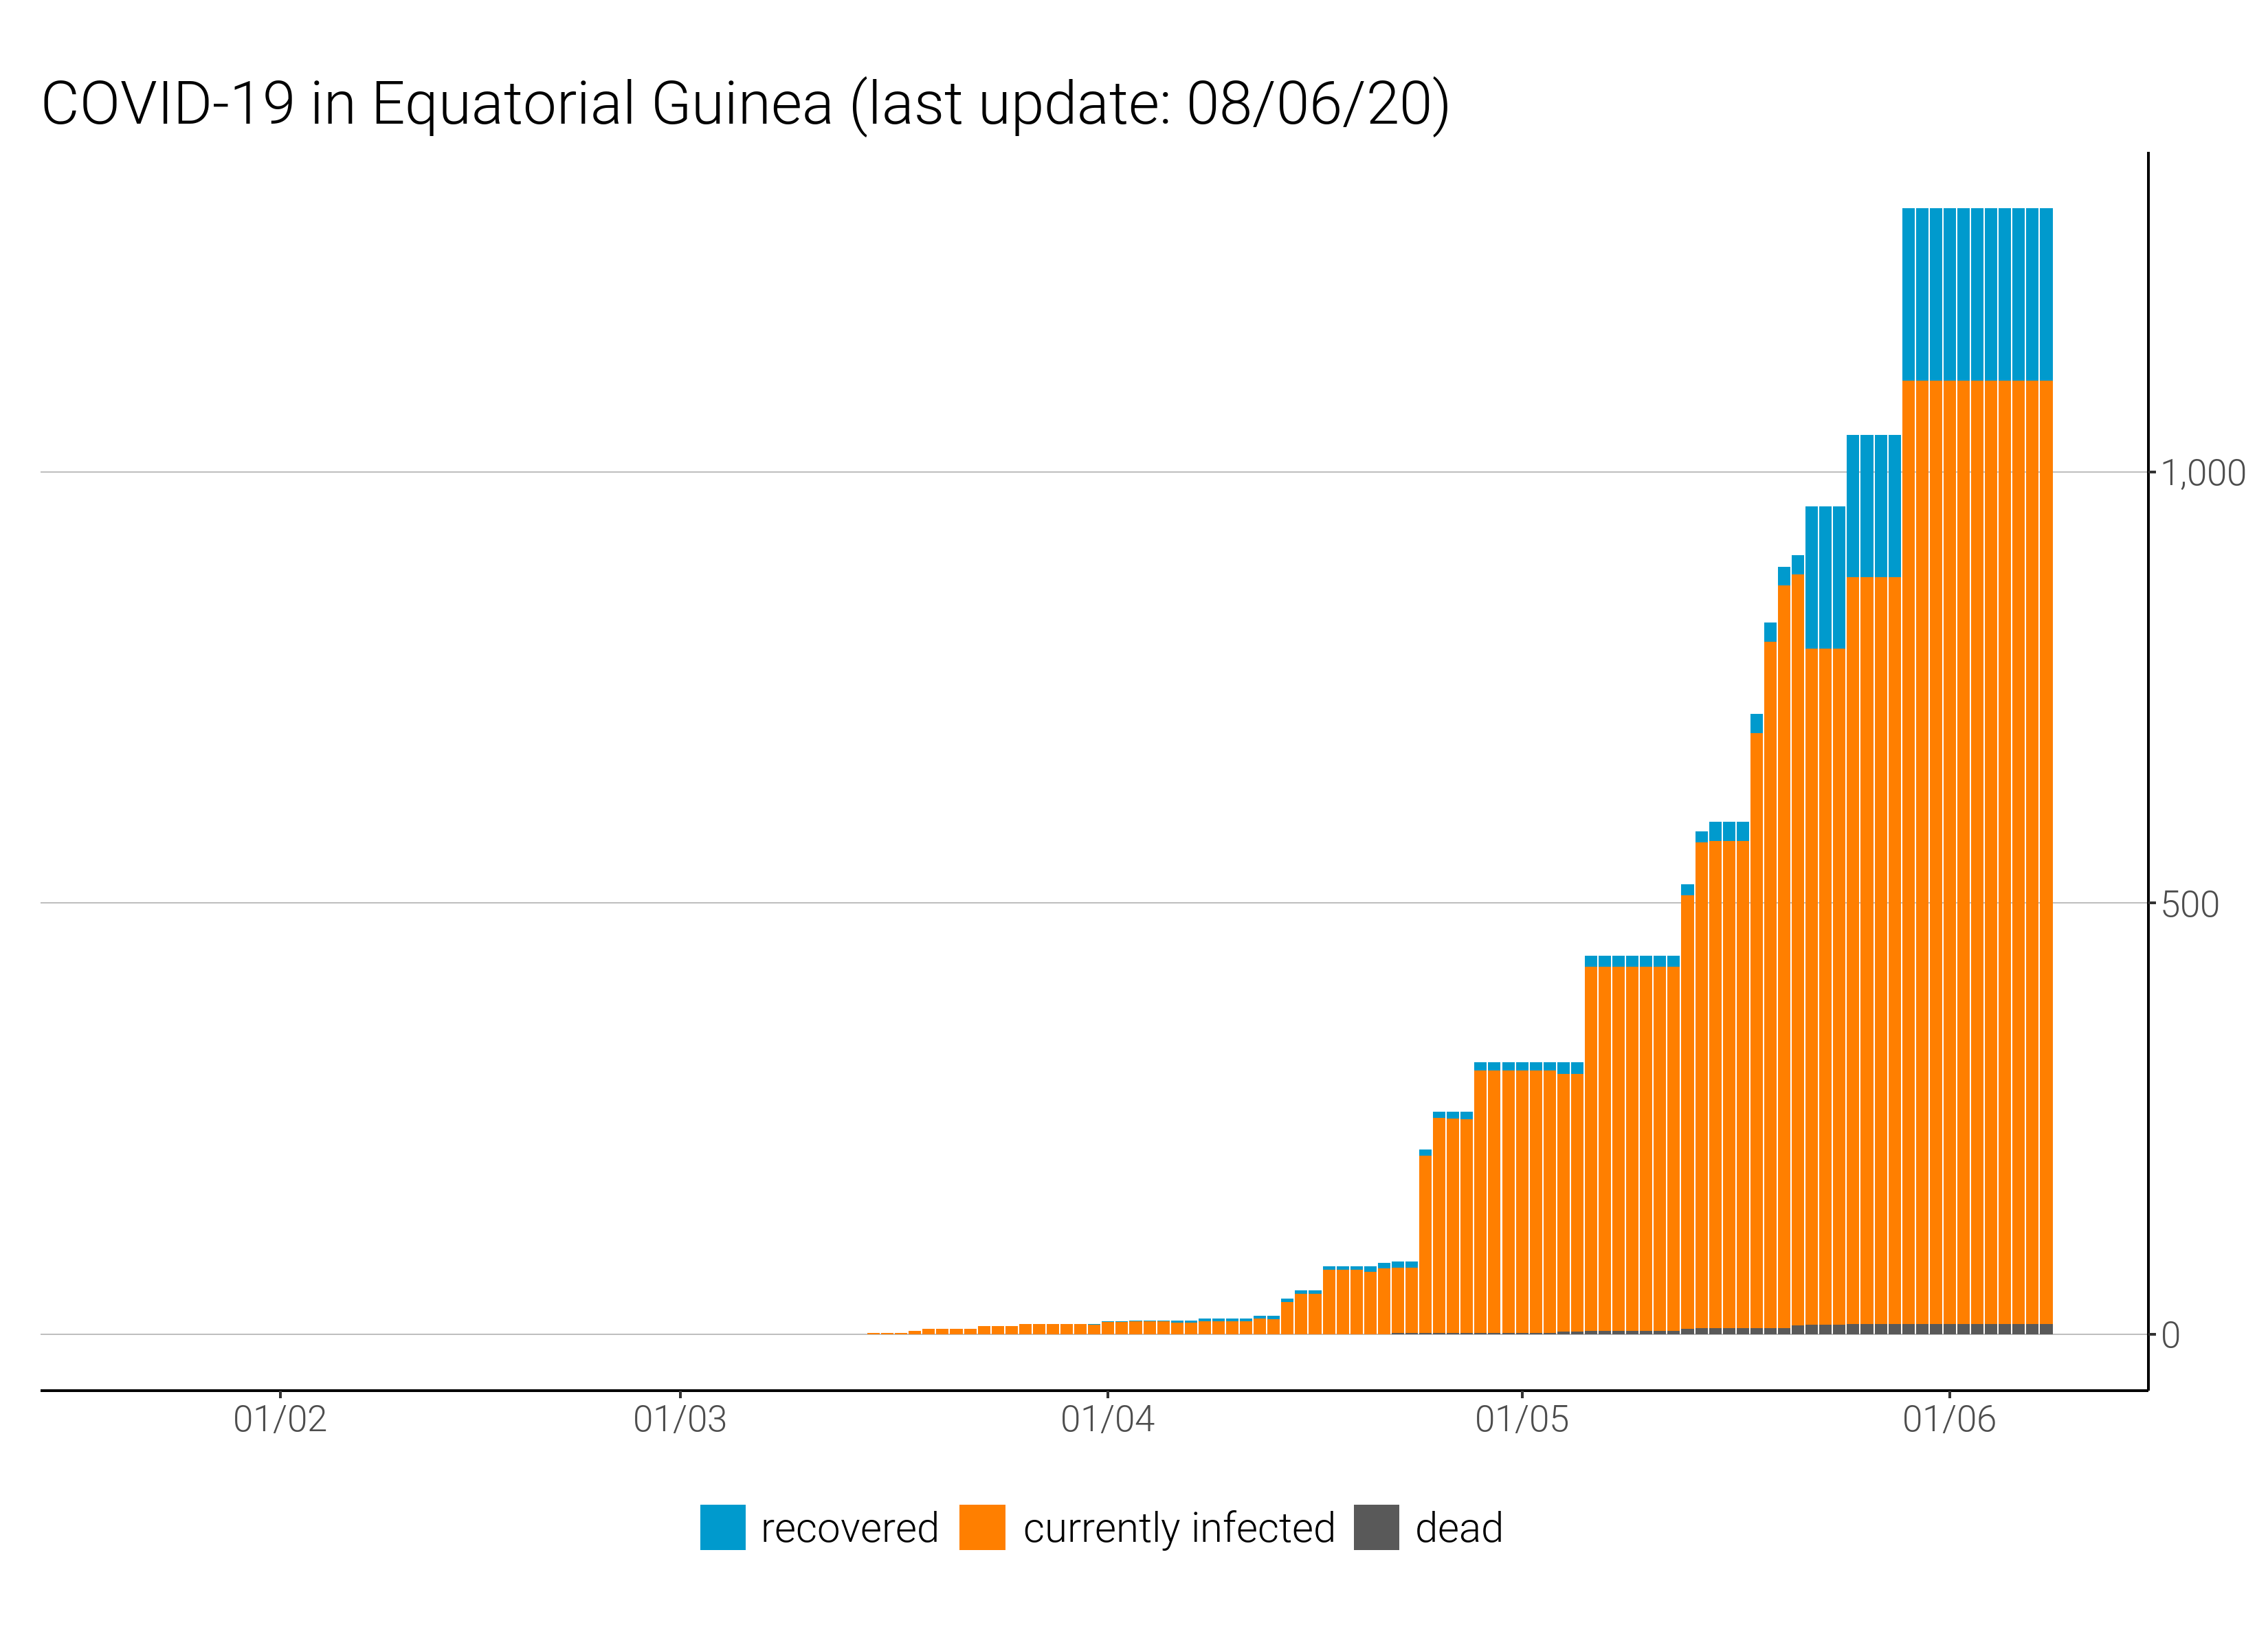 COVID-19 in Equatorial Guinea (last update: 08/06/20)
1,000
500
0
01/02 01/03 01/04 01/05 01/06
recovered currently infected dead